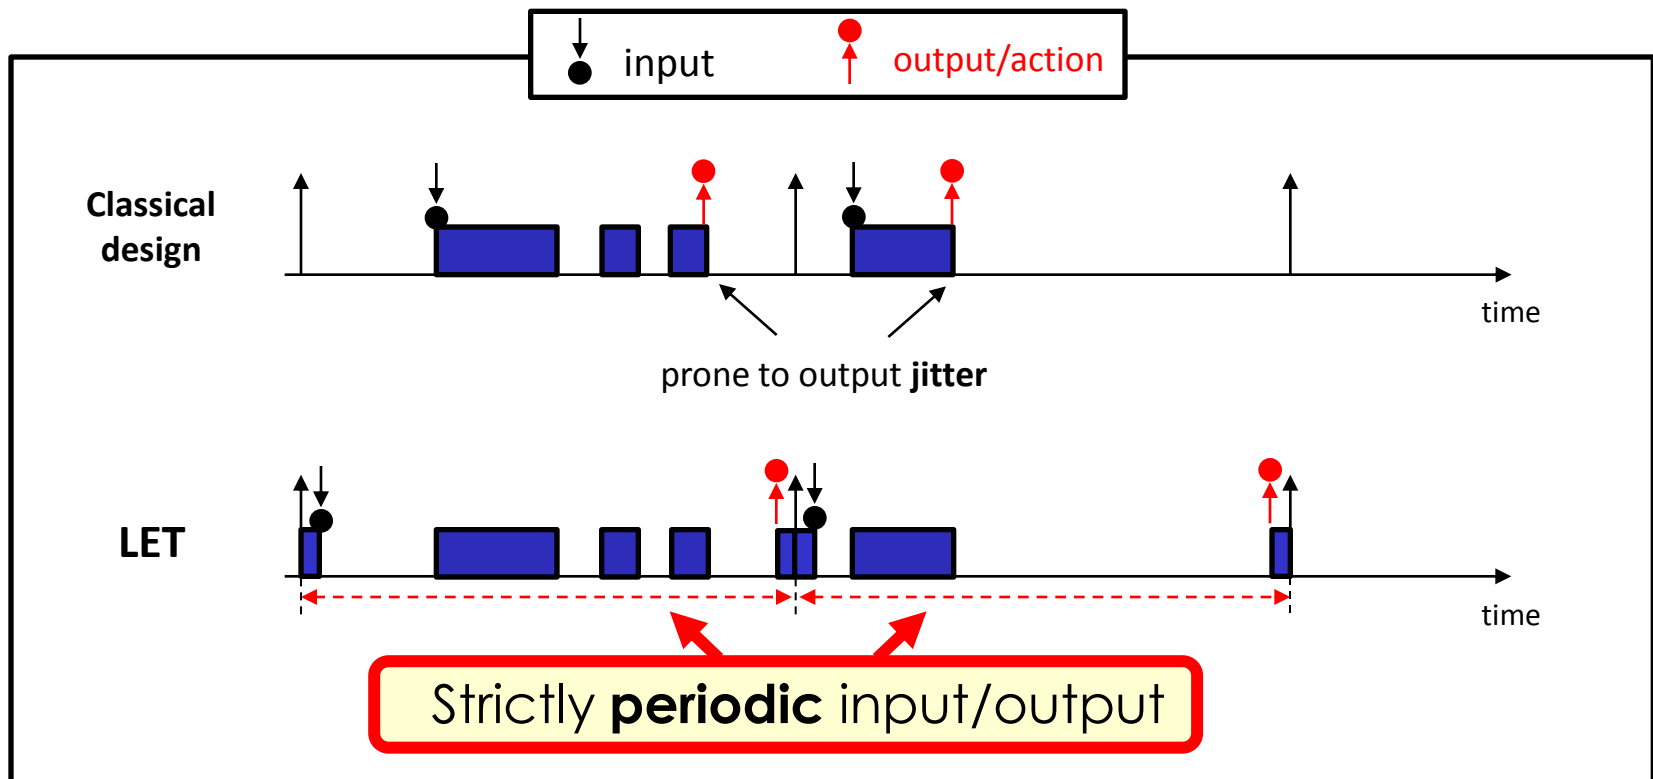 input
output/action
Classical
design
time
prone to output jitter
LET
time
Strictly periodic input/output